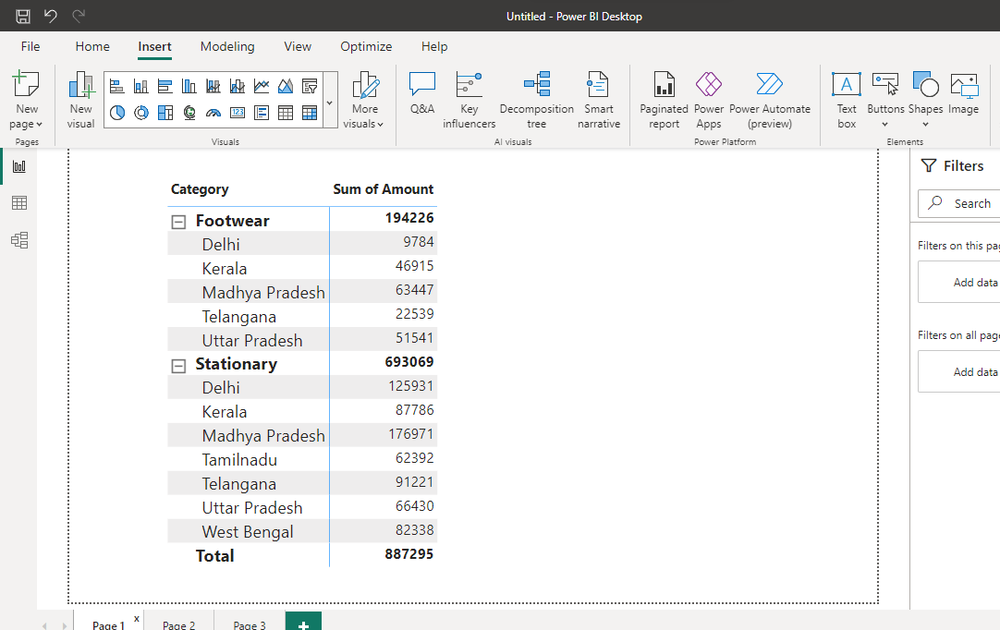 Untitled - Power BI Desktop
File Home Insert Modeling View Optimize Help
New page
New visual
More visuals
Q&A
Key influencers
Decomposition tree
Smart narrative
Paginated report
Power Apps
Power Automate (preview)
Text box
Buttons
Shapes
Image
Pages Visuals AI visuals Power Platform Elements
Category Sum of Amount
Footwear 194226
Delhi 9784
Kerala 46915
Madhya Pradesh 63447
Telangana 22539
Uttar Pradesh 51541
Stationary 693069
Delhi 125931
Kerala 87786
Madhya Pradesh 176971
Tamilnadu 62392
Telangana 91221
Uttar Pradesh 66430
West Bengal 82338
Total 887295
Filters
Search
Filters on this pag
Add data
Filters on all page
Add data
Page 1 x Page 2 Page 3 +